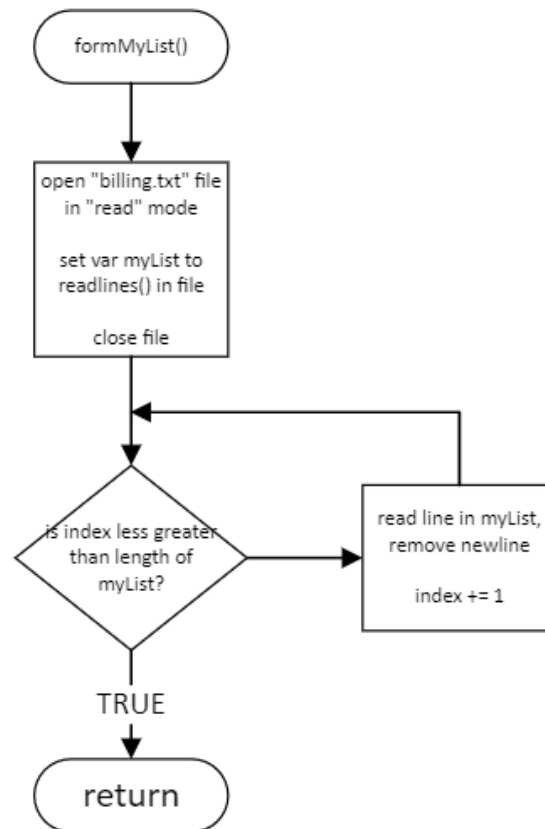 formMyList()
open "billing.txt" file
in "read" mode
set var myList to
readlines() in file
close file
is index less greater
than length of
myList?
read line in myList,
remove newline
index += 1
TRUE
return